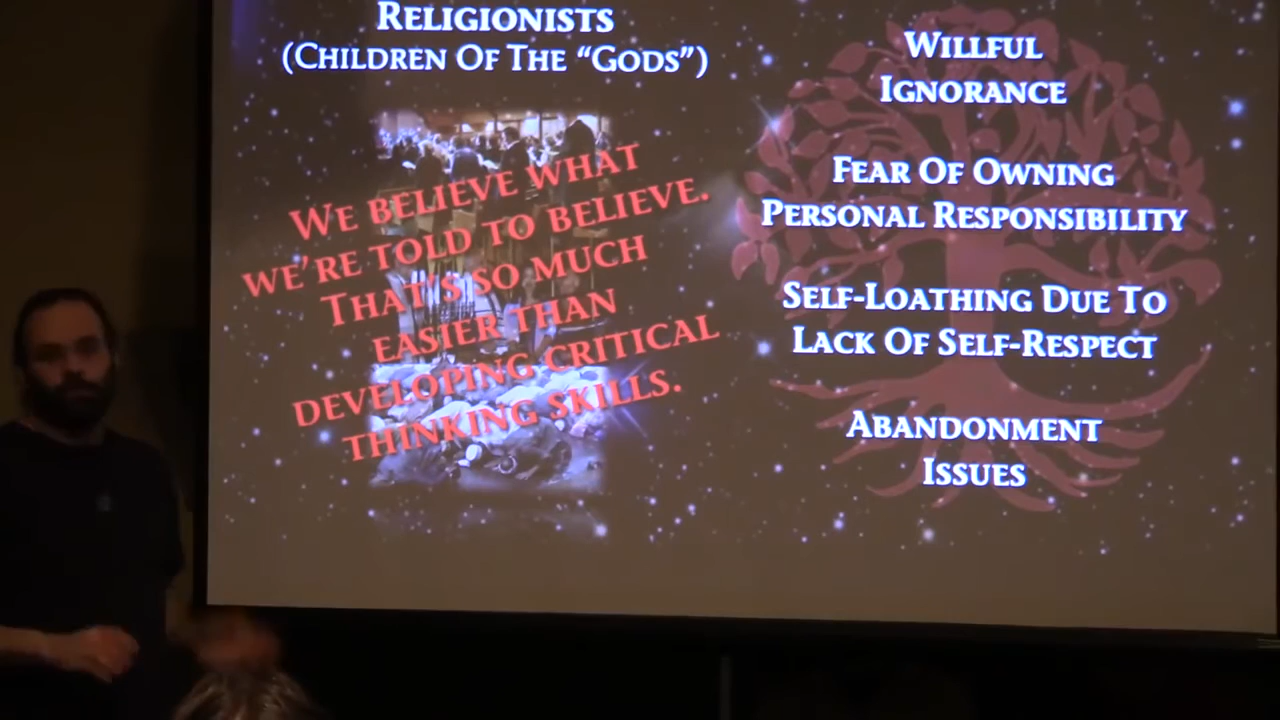 RELIGIONISTS
(CHILDREN OF THE “GODS”)
WE BELIEVE WHAT
WE'RE TOLD TO BELIEVE.
THAT'S SO MUCH
EASIER THAN
DEVELOPING CRITICAL
THINKING SKILLS.
WILLFUL
IGNORANCE
FEAR OF OWNING
PERSONAL RESPONSIBILITY
SELF-LOATHING DUE TO
LACK OF SELF-RESPECT
ABANDONMENT
ISSUES